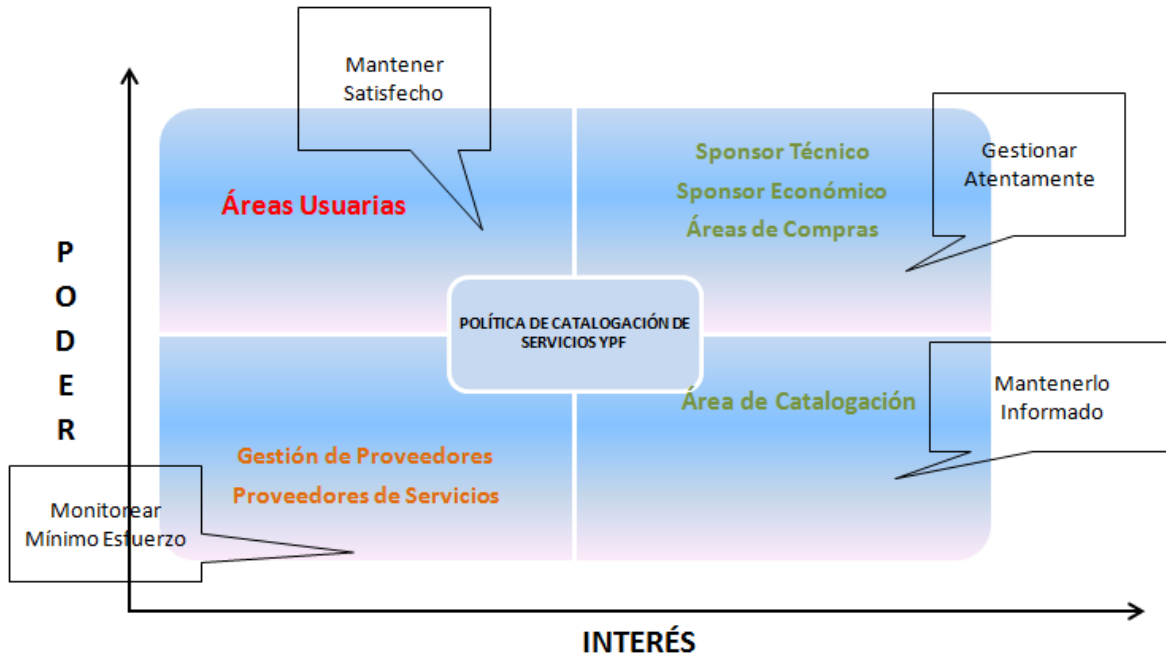 Mantener
Satisfecho
Sponsor Técnico
Sponsor Económico
Áreas de Compras
Gestionar
Atentamente
Áreas Usuarias
P
O
D
E
R
POLÍTICA DE CATALOGACIÓN DE
SERVICIOS YPF
Área de Catalogación
Mantenerlo
Informado
Gestión de Proveedores
Proveedores de Servicios
Monitorear
Mínimo Esfuerzo
INTERÉS